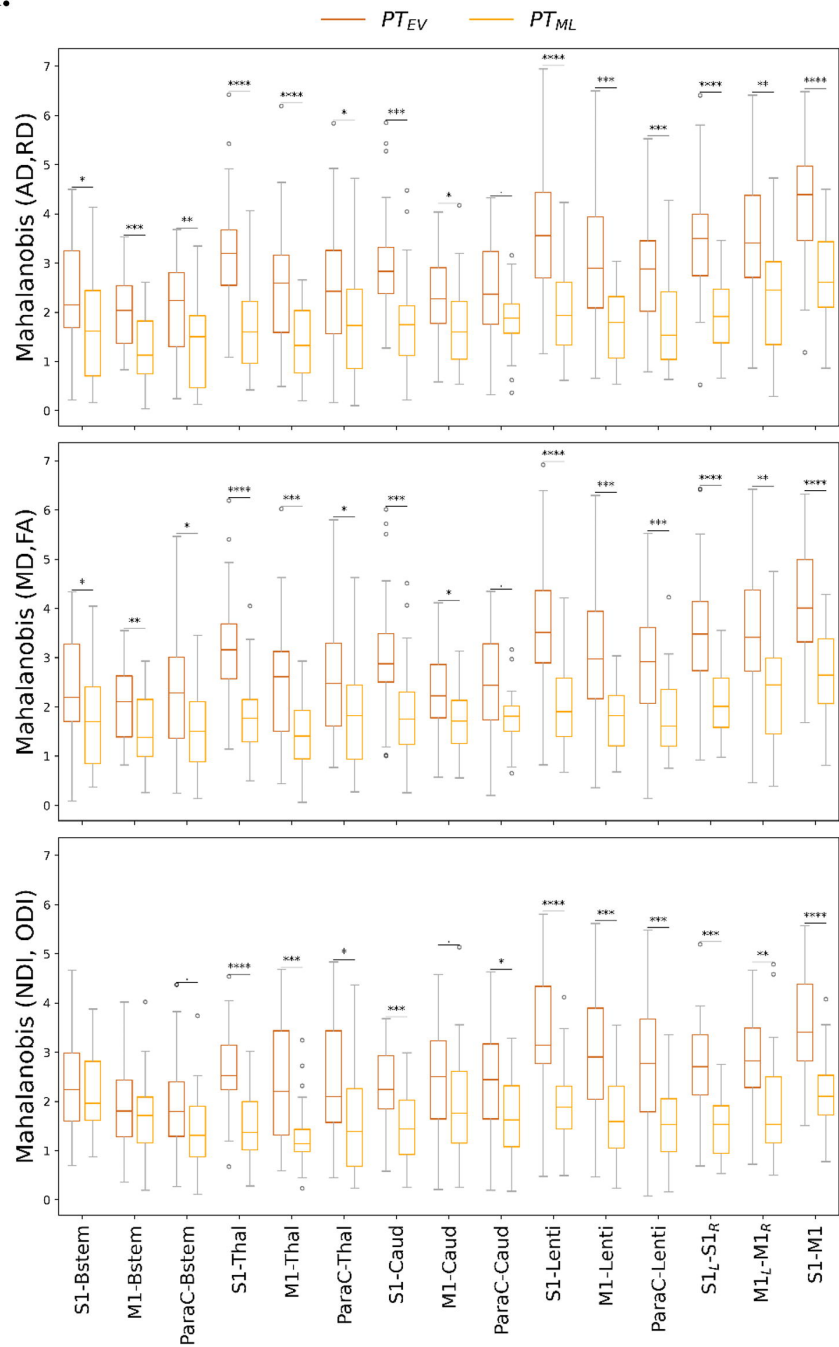 PT_EV PT_ML
Mahalanobis (AD,RD)
7
6
5
4
3
2
1
0
* *** ** **** **** * *** * . **** *** *** **** ** ****
Mahalanobis (MD,FA)
7
6
5
4
3
2
1
0
* ** * **** *** * *** * . **** *** *** **** ** ****
Mahalanobis (NDI, ODI)
7
6
5
4
3
2
1
0
. **** *** * *** . * **** *** *** *** ** ****
S1-Bstem
M1-Bstem
ParaC-Bstem
S1-Thal
M1-Thal
ParaC-Thal
S1-Caud
M1-Caud
ParaC-Caud
S1-Lenti
M1-Lenti
ParaC-Lenti
S1_L-S1_R
M1_L-M1_R
S1-M1